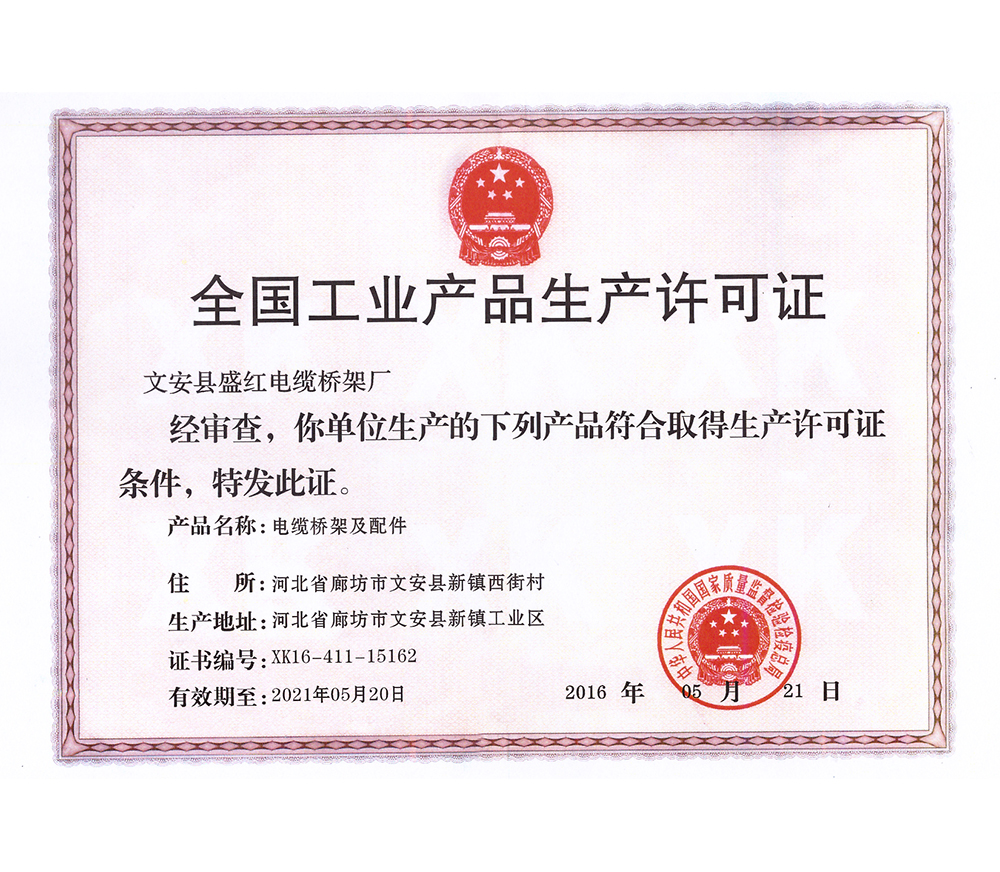 全国工业产品生产许可证
文安县盛红电缆桥架厂
经审查，你单位生产的下列产品符合取得生产许可证
条件，特发此证。
产品名称：电缆桥架及配件
住 所：河北省廊坊市文安县新镇西街村
生产地址：河北省廊坊市文安县新镇工业区
证书编号：XK16-411-15162
有效期至：2021年05月20日
中华人民共和国国家质量监督检验检疫总局
2016 年 05 月 21 日